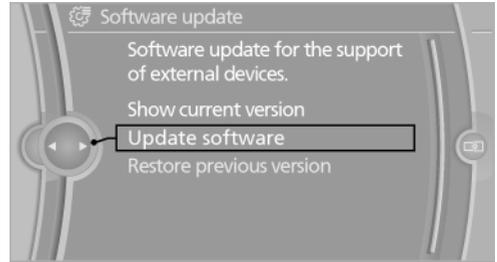 Software update
Software update for the support
of external devices.
Show current version
Update software
Restore previous version